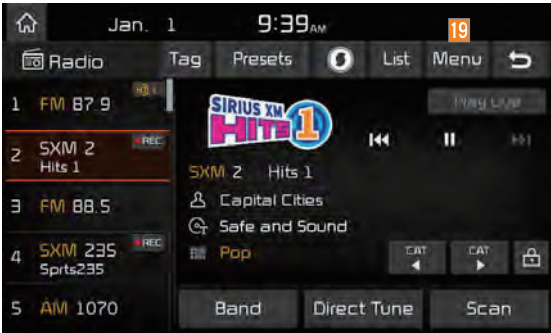 Jan. 1 9:39 AM
19
Radio Tag Presets List Menu
1 FM 87.9
Play Live
SIRIUS XM
HITS 1
2 SXM 2 REC
Hits 1
SXM 2 Hits 1
3 FM 88.5
Capital Cities
Safe and Sound
4 SXM 235 REC
Sprts235
Pop
CAT CAT
5 AM 1070
Band Direct Tune Scan